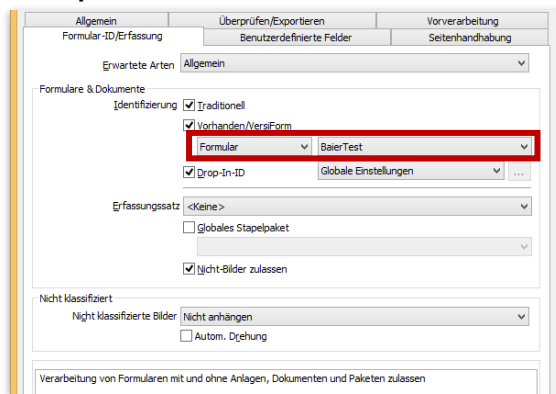 Allgemein Überprüfen/Exportieren Vorverarbeitung
Formular-ID/Erfassung Benutzerdefinierte Felder Seitenhandhabung
Erwartete Arten Allgemein
Formulare & Dokumente
Identifizierung Traditionell
Vorhanden/VersiForm
Formular BaierTest
Drop-In-ID Globale Einstellungen ...
Erfassungssatz <Keine>
Globales Stapelpaket
Nicht-Bilder zulassen
Nicht klassifiziert
Nicht klassifizierte Bilder Nicht anhängen
Autom. Drehung
Verarbeitung von Formularen mit und ohne Anlagen, Dokumenten und Paketen zulassen